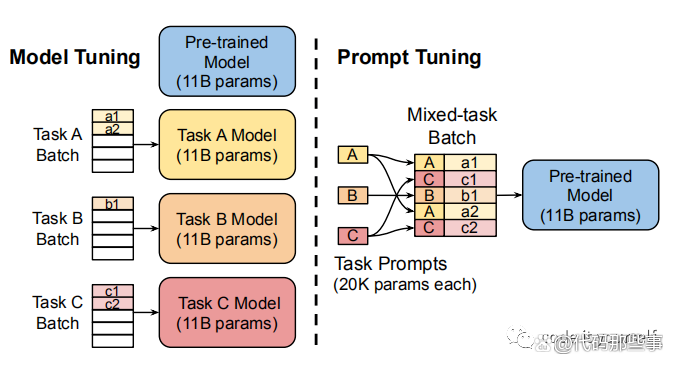 Model Tuning
Pre-trained
Model
(11B params)
Task A
Batch
a1
a2
Task A Model
(11B params)
Task B
Batch
b1
Task B Model
(11B params)
Task C
Batch
c1
c2
Task C Model
(11B params)
Prompt Tuning
Mixed-task
Batch
A
B
C
A a1
C c1
B b1
A a2
C c2
Task Prompts
(20K params each)
Pre-trained
Model
(11B params)
@代码那些事